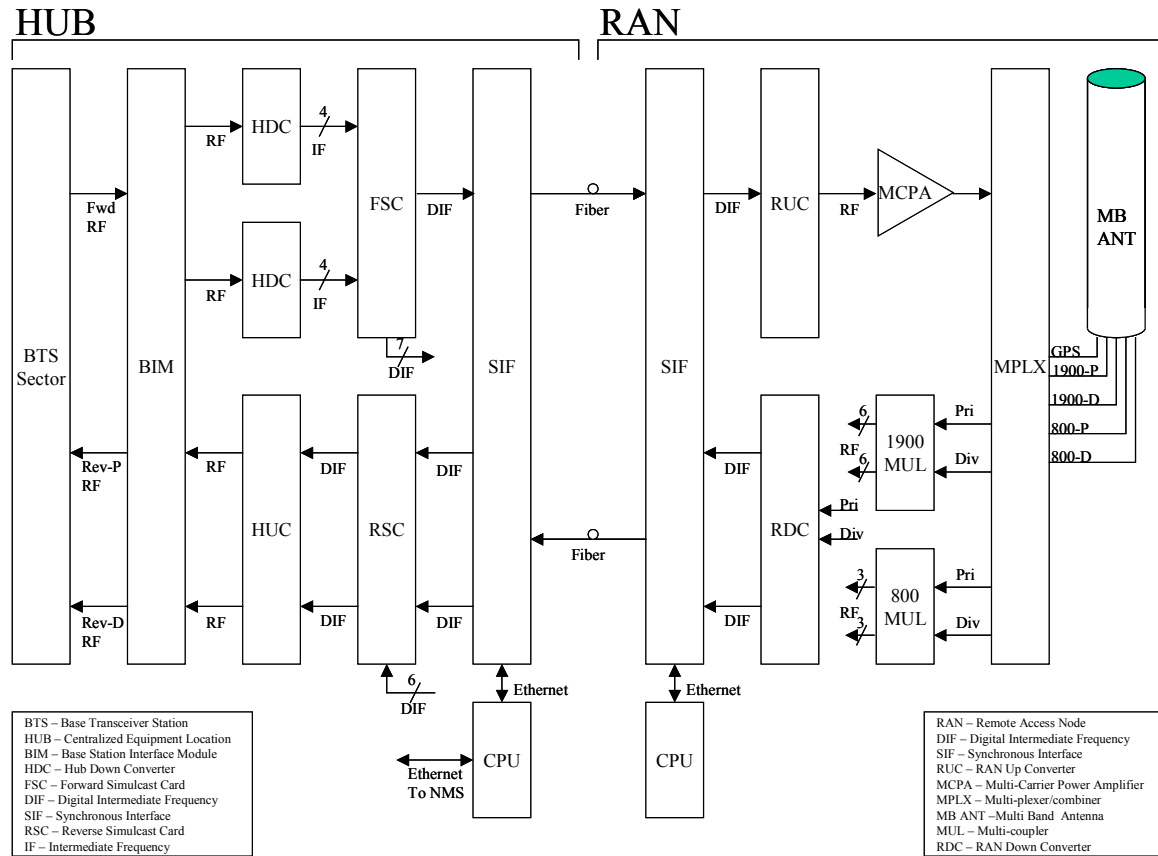 HUB
RAN
BTS
Sector
Fwd
RF
BIM
RF
HDC
4
IF
RF
HDC
4
IF
FSC
DIF
7
DIF
SIF
Fiber
SIF
DIF
RUC
RF
MCPA
MPLX
MB
ANT
GPS
1900-P
1900-D
800-P
800-D
Rev-P
RF
RF
HUC
DIF
RSC
DIF
Fiber
DIF
RDC
Pri
Div
6
RF
6
1900
MUL
Pri
Div
Rev-D
RF
RF
DIF
DIF
DIF
3
RF
3
800
MUL
Pri
Div
6
DIF
Ethernet
CPU
Ethernet
To NMS
Ethernet
CPU
BTS – Base Transceiver Station
HUB – Centralized Equipment Location
BIM – Base Station Interface Module
HDC – Hub Down Converter
FSC – Forward Simulcast Card
DIF – Digital Intermediate Frequency
SIF – Synchronous Interface
RSC – Reverse Simulcast Card
IF – Intermediate Frequency
RAN – Remote Access Node
DIF – Digital Intermediate Frequency
SIF – Synchronous Interface
RUC – RAN Up Converter
MCPA – Multi-Carrier Power Amplifier
MPLX – Multi-plexer/combiner
MB ANT –Multi Band Antenna
MUL – Multi-coupler
RDC – RAN Down Converter